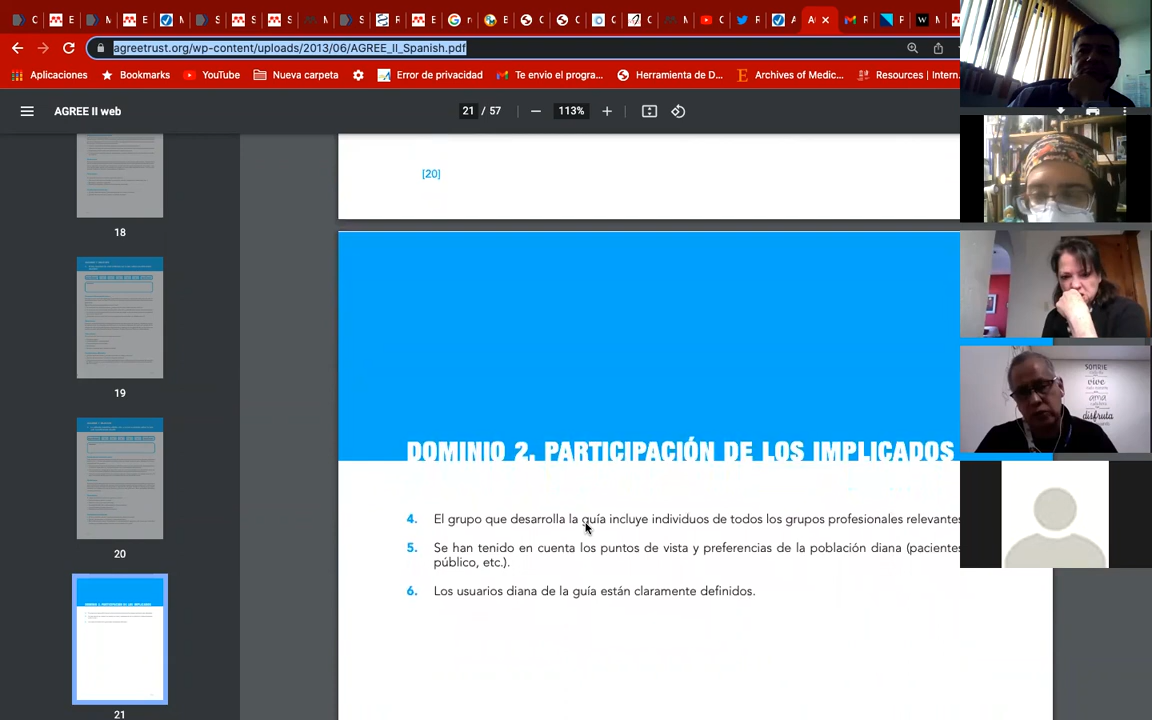 agreetrust.org/wp-content/uploads/2013/06/AGREE_II_Spanish.pdf
Aplicaciones
Bookmarks
YouTube
Nueva carpeta
Error de privacidad
Te envio el progra...
Herramienta de D...
Archives of Medic...
Resources | Intern...
AGREE II web
21 / 57
113%
18
19
20
21
[20]
DOMINIO 2. PARTICIPACIÓN DE LOS IMPLICADOS
4. El grupo que desarrolla la guía incluye individuos de todos los grupos profesionales relevantes
5. Se han tenido en cuenta los puntos de vista y preferencias de la población diana (pacientes
público, etc.).
6. Los usuarios diana de la guía están claramente definidos.
SONRIE
vive
ama
disfruta